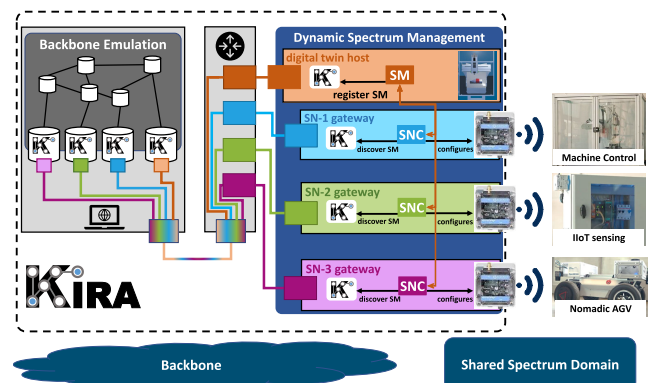 Backbone Emulation
Dynamic Spectrum Management
digital twin host
K
SM
register SM
SN-1 gateway
K
SNC
discover SM
configures
Machine Control
SN-2 gateway
K
SNC
discover SM
configures
IIoT sensing
SN-3 gateway
K
SNC
discover SM
configures
Nomadic AGV
K
K
K
K
KIRA
Backbone
Shared Spectrum Domain